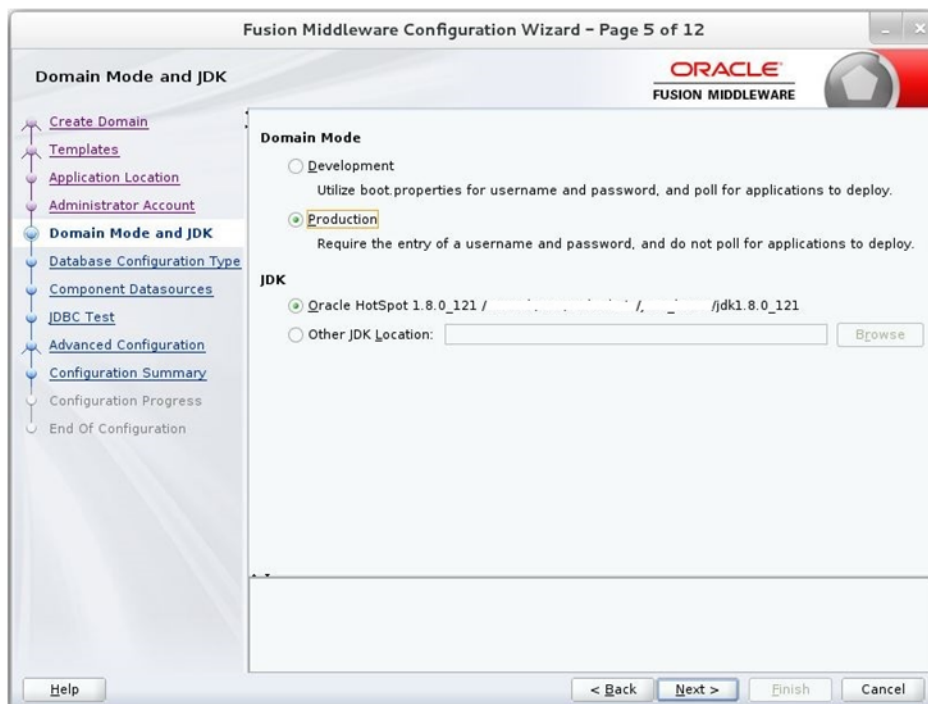 Fusion Middleware Configuration Wizard - Page 5 of 12
Domain Mode and JDK
ORACLE
FUSION MIDDLEWARE
Create Domain
Templates
Application Location
Administrator Account
Domain Mode and JDK
Database Configuration Type
Component Datasources
JDBC Test
Advanced Configuration
Configuration Summary
Configuration Progress
End Of Configuration
Domain Mode
Development
Utilize boot.properties for username and password, and poll for applications to deploy.
Production
Require the entry of a username and password, and do not poll for applications to deploy.
JDK
Oracle HotSpot 1.8.0_121 / /jdk1.8.0_121
Other JDK Location:
Browse
Help
< Back
Next >
Finish
Cancel